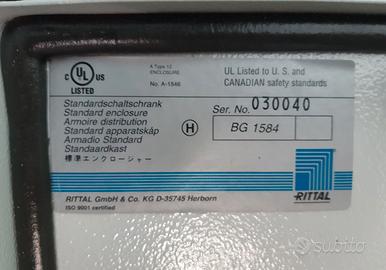 C UL US
LISTED
A Type 12
ENCLOSURE
No. A-1546
UL Listed to U. S. and
CANADIAN safety standards
Standardschaltschrank
Standard enclosure
Armoire distribution
Standard apparatskåp
Armadio Standard
Standaardkast
標準エンクロージャー
Ser. No. 030040
H
BG 1584
RITTAL
RITTAL GmbH & Co. KG D-35745 Herborn
ISO 9001 certified
subito